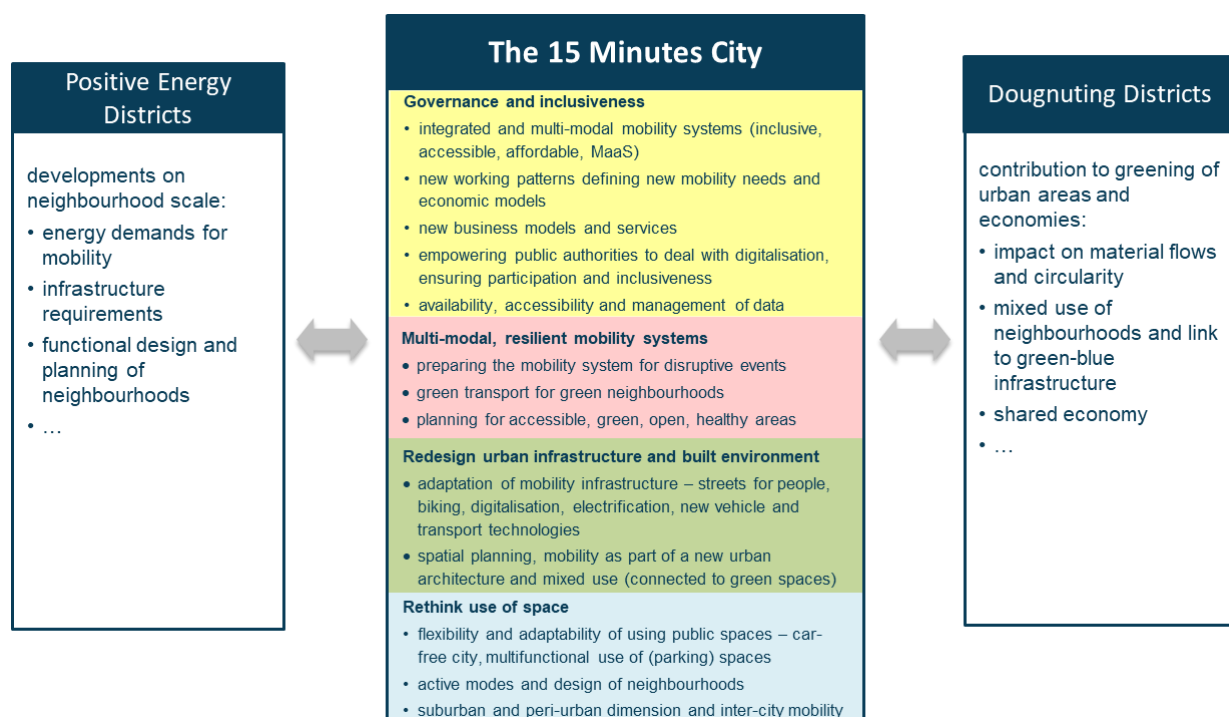 Positive Energy
Districts
developments on
neighbourhood scale:
• energy demands for
mobility
• infrastructure
requirements
• functional design and
planning of
neighbourhoods
• …
The 15 Minutes City
Governance and inclusiveness
• integrated and multi-modal mobility systems (inclusive,
accessible, affordable, MaaS)
• new working patterns defining new mobility needs and
economic models
• new business models and services
• empowering public authorities to deal with digitalisation,
ensuring participation and inclusiveness
• availability, accessibility and management of data
Multi-modal, resilient mobility systems
• preparing the mobility system for disruptive events
• green transport for green neighbourhoods
• planning for accessible, green, open, healthy areas
Redesign urban infrastructure and built environment
• adaptation of mobility infrastructure – streets for people,
biking, digitalisation, electrification, new vehicle and
transport technologies
• spatial planning, mobility as part of a new urban
architecture and mixed use (connected to green spaces)
Rethink use of space
• flexibility and adaptability of using public spaces – car-
free city, multifunctional use of (parking) spaces
• active modes and design of neighbourhoods
• suburban and peri-urban dimension and inter-city mobility
Dougnuting Districts
contribution to greening of
urban areas and
economies:
• impact on material flows
and circularity
• mixed use of
neighbourhoods and link
to green-blue
infrastructure
• shared economy
• …